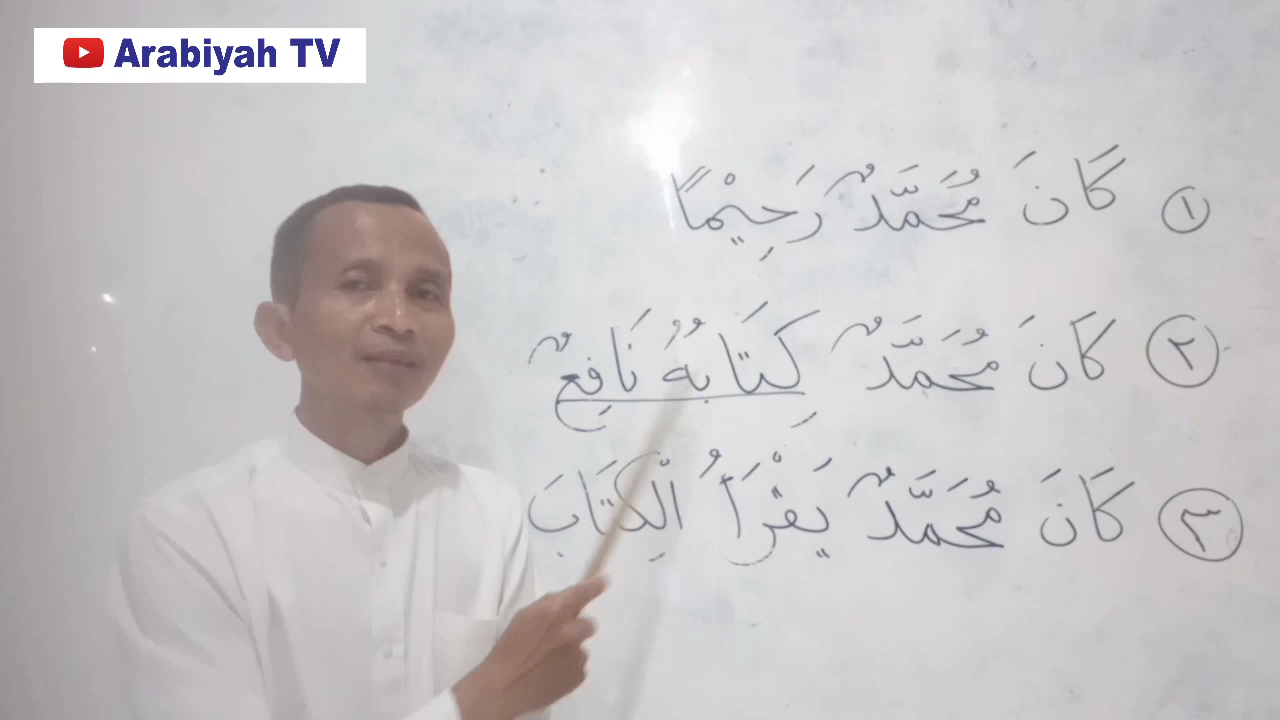 Arabiyah TV
١ كَانَ مُحَمَّدٌ رَحِيْمًا
٢ كَانَ مُحَمَّدٌ كِتَابُهُ نَافِعٌ
٣ كَانَ مُحَمَّدٌ يَقْرَأُ الْكِتَابَ